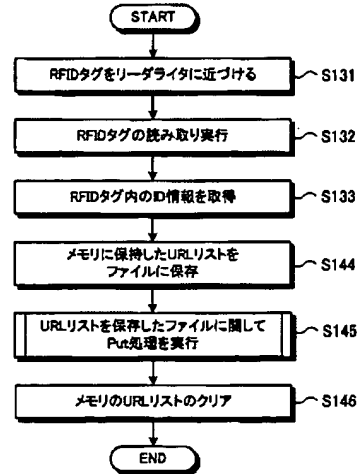 START
RFIDタグをリーダライタに近づける
S131
RFIDタグの読み取り実行
S132
RFIDタグ内のID情報を取得
S133
メモリに保持したURLリストを
ファイルに保存
S144
URLリストを保存したファイルに関して
Put処理を実行
S145
メモリのURLリストのクリア
S146
END